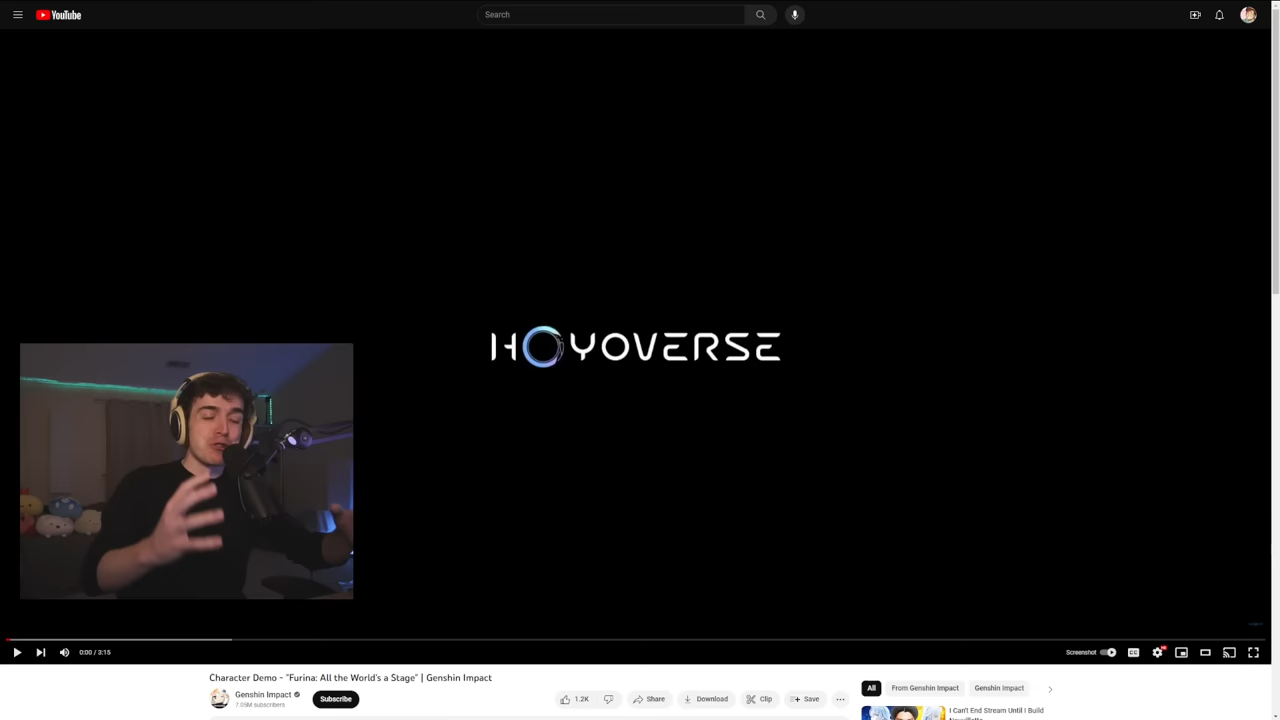 YouTube
Search
HOYOVERSE
0:00 / 3:15
Screenshot
Character Demo - "Furina: All the World's a Stage" | Genshin Impact
Genshin Impact
7.09M subscribers
Subscribe
1.2K
Share
Download
Clip
Save
All
From Genshin Impact
Genshin Impact
I Can't End Stream Until I Build